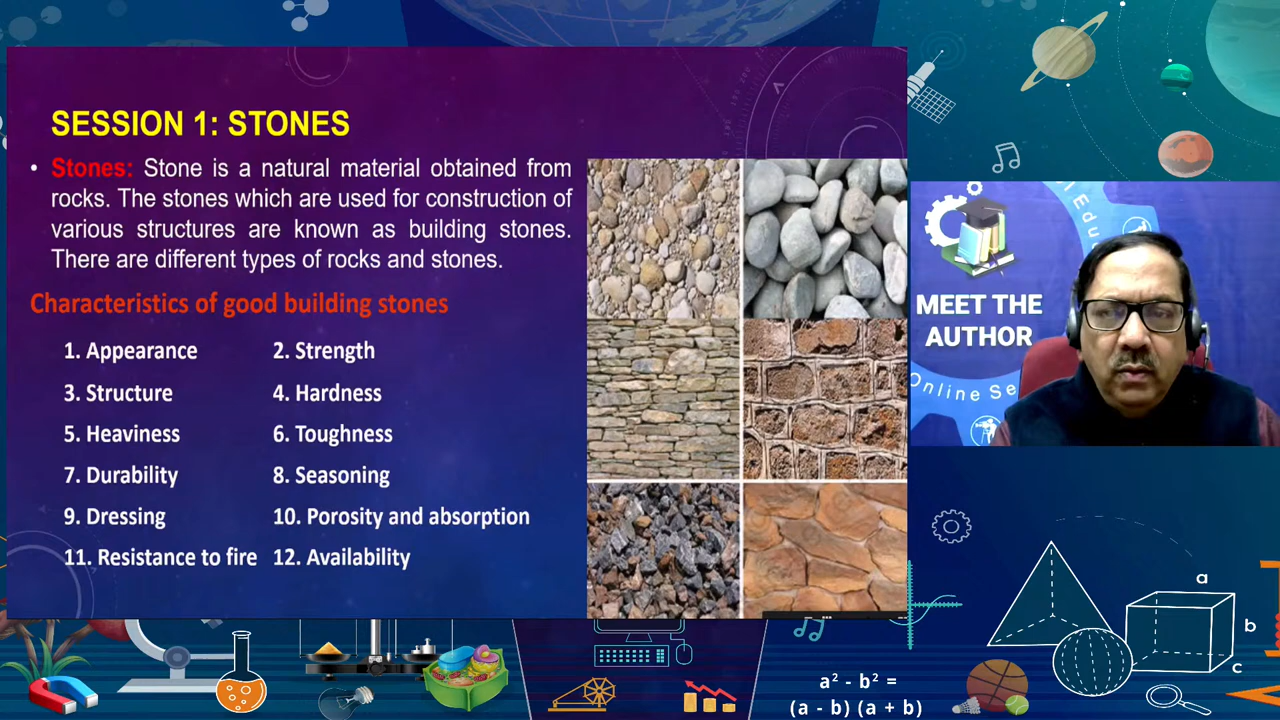 SESSION 1: STONES
• Stones: Stone is a natural material obtained from
rocks. The stones which are used for construction of
various structures are known as building stones.
There are different types of rocks and stones.
Characteristics of good building stones
1. Appearance 2. Strength
3. Structure 4. Hardness
5. Heaviness 6. Toughness
7. Durability 8. Seasoning
9. Dressing 10. Porosity and absorption
11. Resistance to fire 12. Availability
MEET THE
AUTHOR
l Edu
Online Se
a
b
c
a² - b² =
(a - b) (a + b)